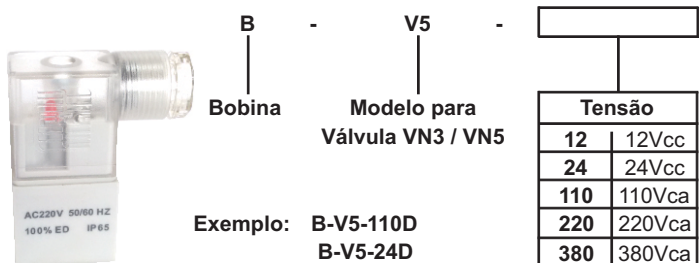 B - V5 -
Bobina
Modelo para
Válvula VN3 / VN5
Tensão
12 12Vcc
24 24Vcc
110 110Vca
220 220Vca
380 380Vca
AC220V 50/60 HZ
100% ED IP65
Exemplo: B-V5-110D
B-V5-24D